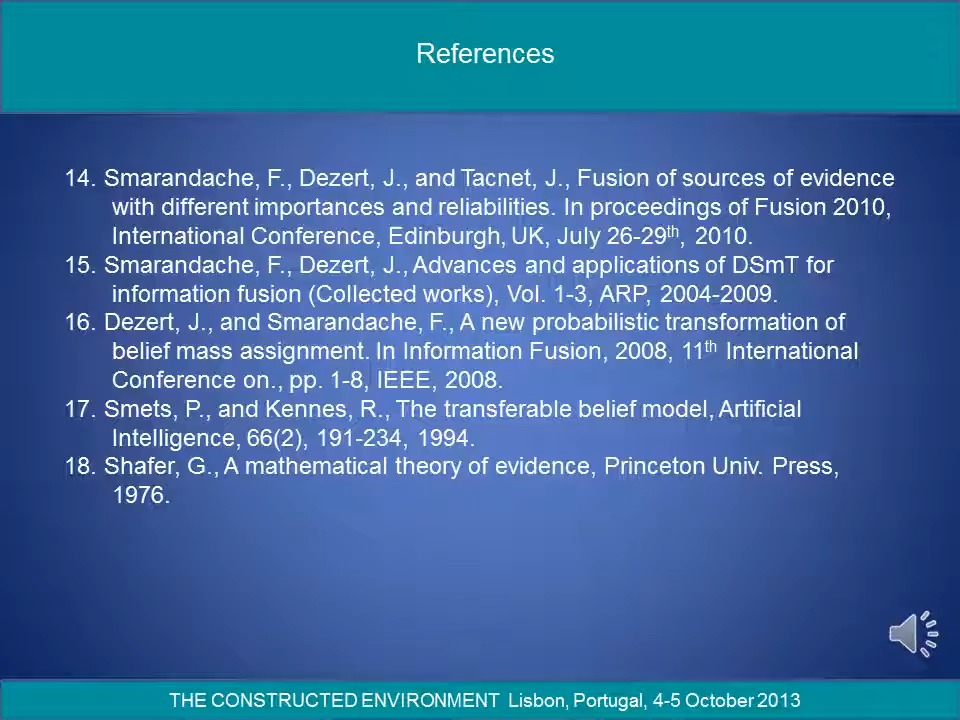 References
14. Smarandache, F., Dezert, J., and Tacnet, J., Fusion of sources of evidence
with different importances and reliabilities. In proceedings of Fusion 2010,
International Conference, Edinburgh, UK, July 26-29th, 2010.
15. Smarandache, F., Dezert, J., Advances and applications of DSmT for
information fusion (Collected works), Vol. 1-3, ARP, 2004-2009.
16. Dezert, J., and Smarandache, F., A new probabilistic transformation of
belief mass assignment. In Information Fusion, 2008, 11th International
Conference on., pp. 1-8, IEEE, 2008.
17. Smets, P., and Kennes, R., The transferable belief model, Artificial
Intelligence, 66(2), 191-234, 1994.
18. Shafer, G., A mathematical theory of evidence, Princeton Univ. Press,
1976.
THE CONSTRUCTED ENVIRONMENT Lisbon, Portugal, 4-5 October 2013